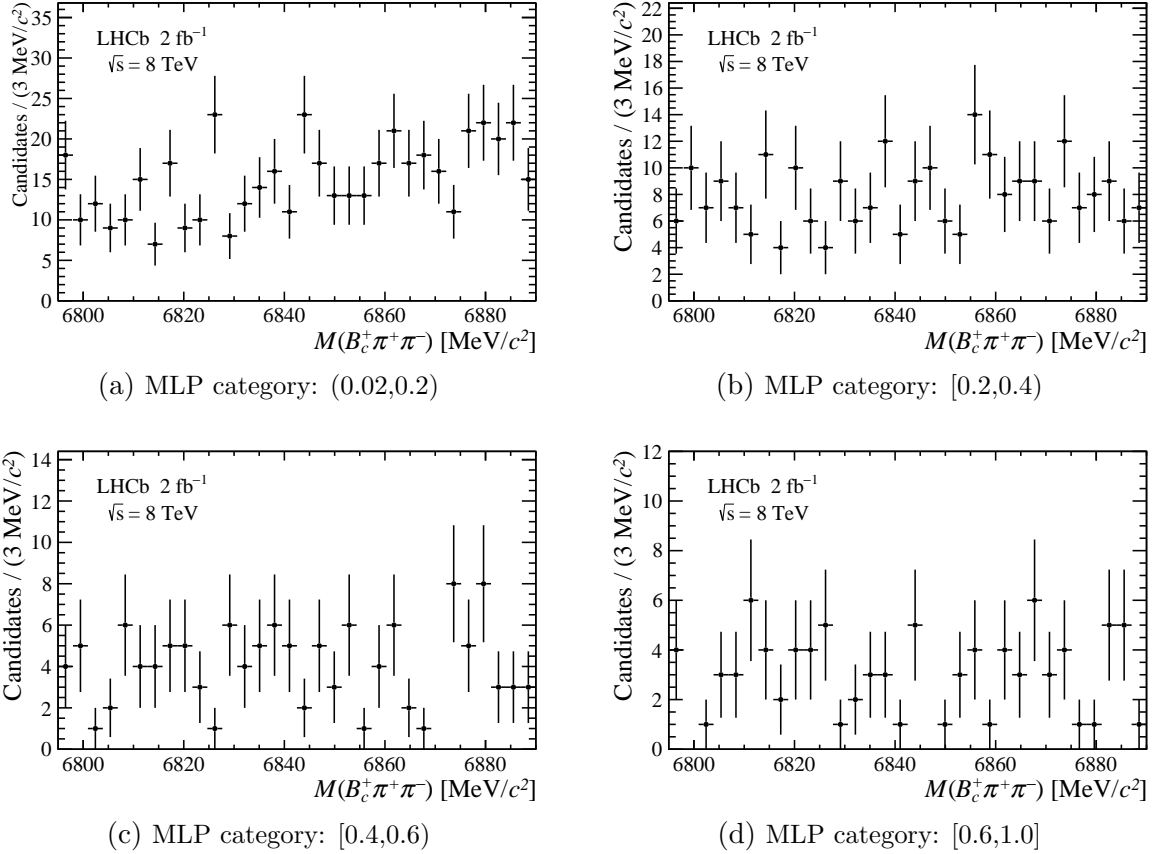 Candidates / (3 MeV/c²)
35
30
25
20
15
10
5
0
LHCb 2 fb⁻¹
√s = 8 TeV
6800 6820 6840 6860 6880
M(B_c⁺π⁺π⁻) [MeV/c²]
(a) MLP category: (0.02,0.2)
Candidates / (3 MeV/c²)
22
20
18
16
14
12
10
8
6
4
2
0
LHCb 2 fb⁻¹
√s = 8 TeV
6800 6820 6840 6860 6880
M(B_c⁺π⁺π⁻) [MeV/c²]
(b) MLP category: [0.2,0.4)
Candidates / (3 MeV/c²)
14
12
10
8
6
4
2
0
LHCb 2 fb⁻¹
√s = 8 TeV
6800 6820 6840 6860 6880
M(B_c⁺π⁺π⁻) [MeV/c²]
(c) MLP category: [0.4,0.6)
Candidates / (3 MeV/c²)
12
10
8
6
4
2
0
LHCb 2 fb⁻¹
√s = 8 TeV
6800 6820 6840 6860 6880
M(B_c⁺π⁺π⁻) [MeV/c²]
(d) MLP category: [0.6,1.0]